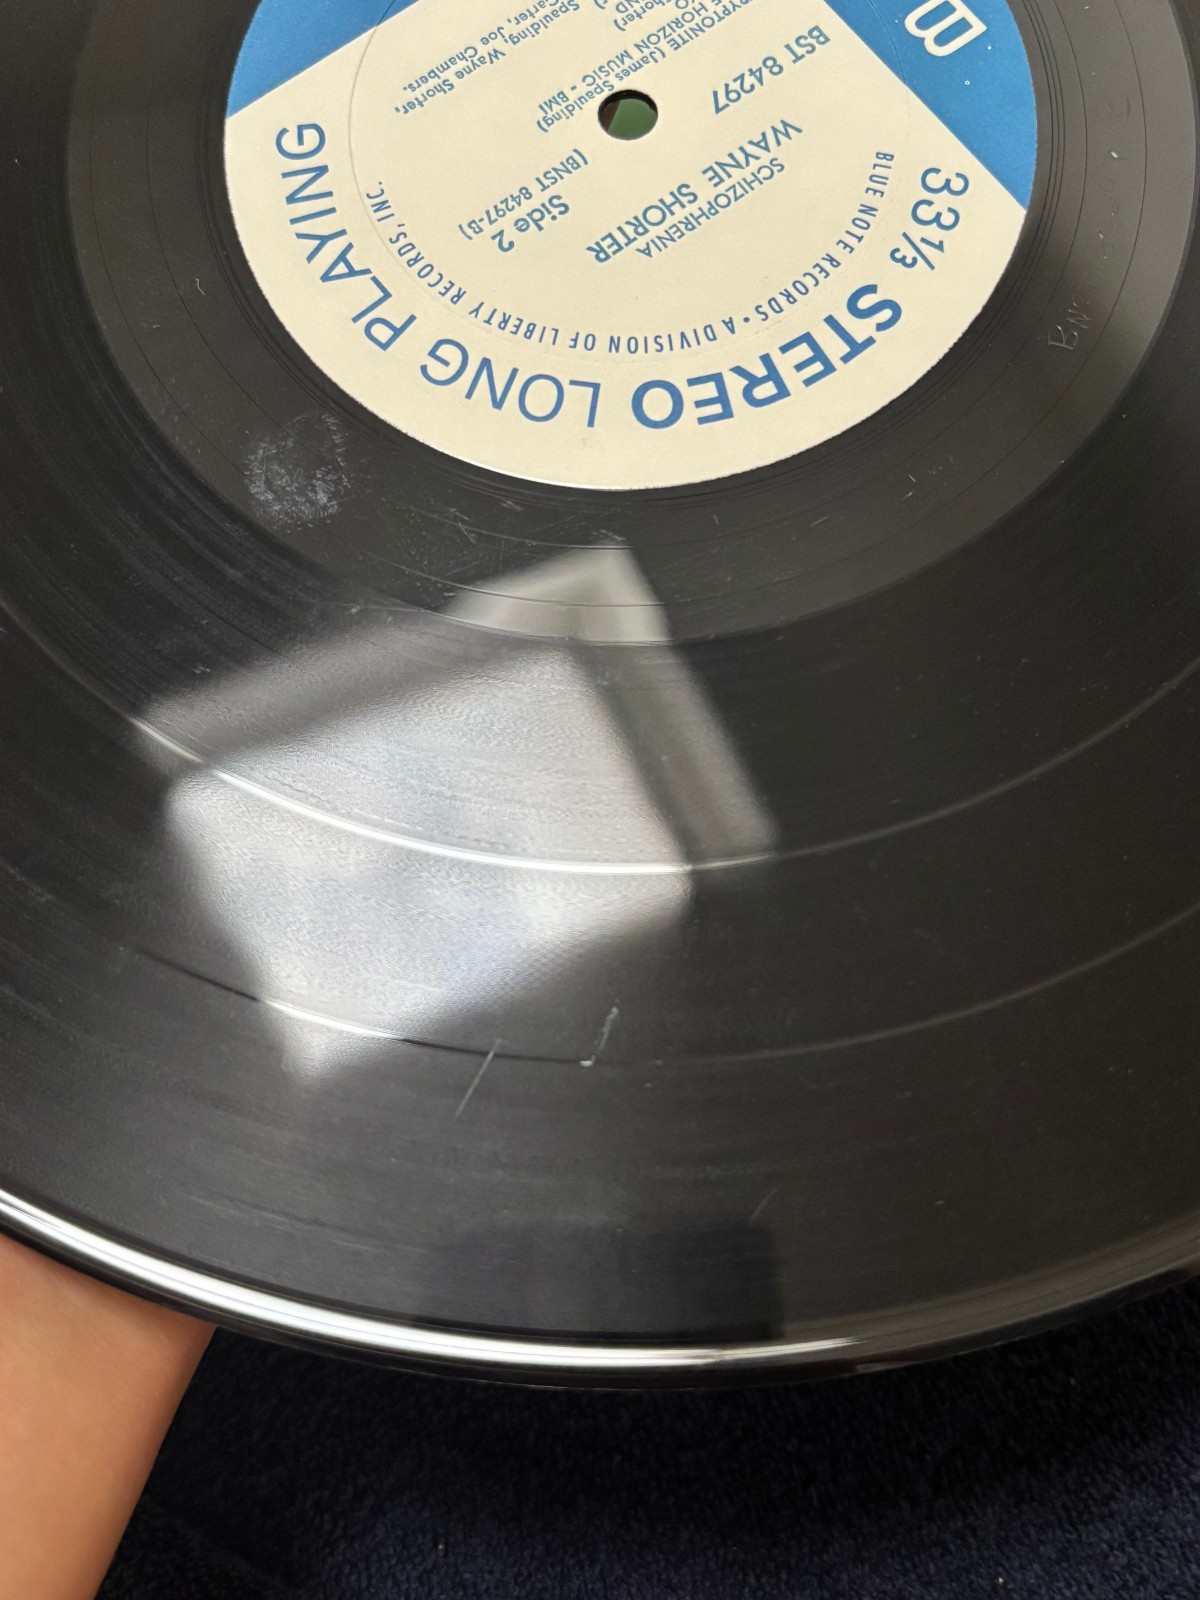 B
BST 84297
WAYNE SHORTER
SCHIZOPHRENIA
Side 2
(BNST 84297-B)
(James Spaulding)
HORIZON MUSIC - BMI
Spaulding, Wayne Shorter,
Carter, Joe Chambers.
BLUE NOTE RECORDS • A DIVISION OF LIBERTY RECORDS, INC.
33⅓ STEREO LONG PLAYING
BN